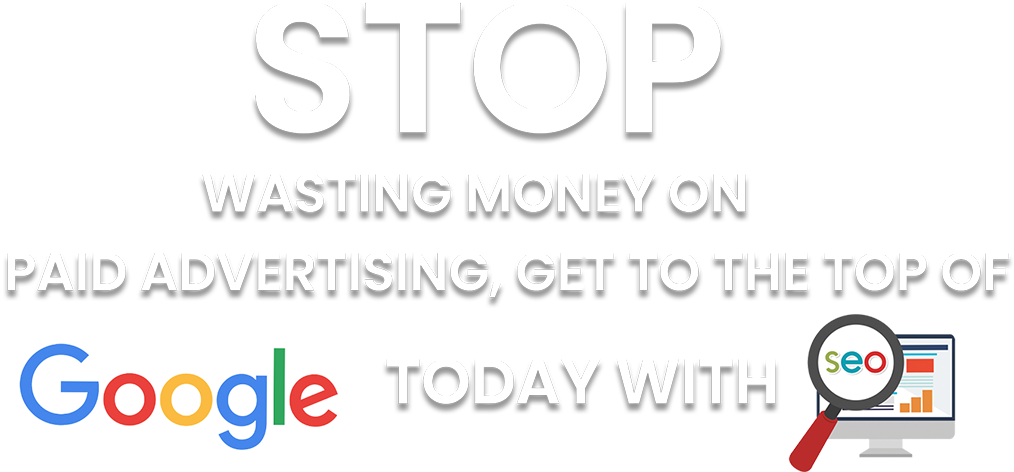 STOP
WASTING MONEY ON
PAID ADVERTISING, GET TO THE TOP OF
Google TODAY WITH seo